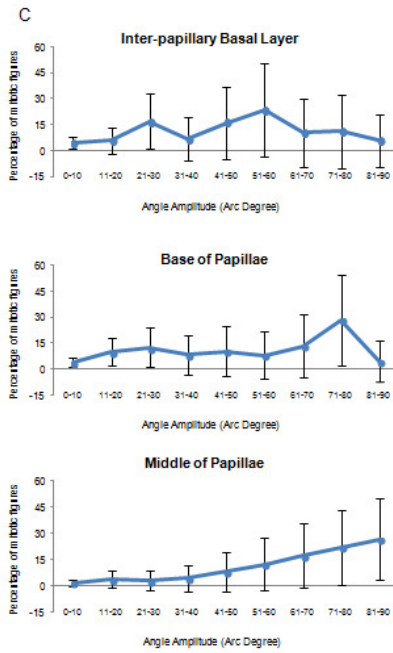 C
Inter-papillary Basal Layer
Percentage of mitotic figures
60
45
30
15
0
-15
0-10 11-20 21-30 31-40 41-50 51-60 61-70 71-80 81-90
Angle Amplitude (Arc Degree)
Base of Papillae
Percentage of mitotic figures
60
45
30
15
0
-15
0-10 11-20 21-30 31-40 41-50 51-60 61-70 71-80 81-90
Angle Amplitude (Arc Degree)
Middle of Papillae
Percentage of mitotic figures
60
45
30
15
0
-15
0-10 11-20 21-30 31-40 41-50 51-60 61-70 71-80 81-90
Angle Amplitude (Arc Degree)